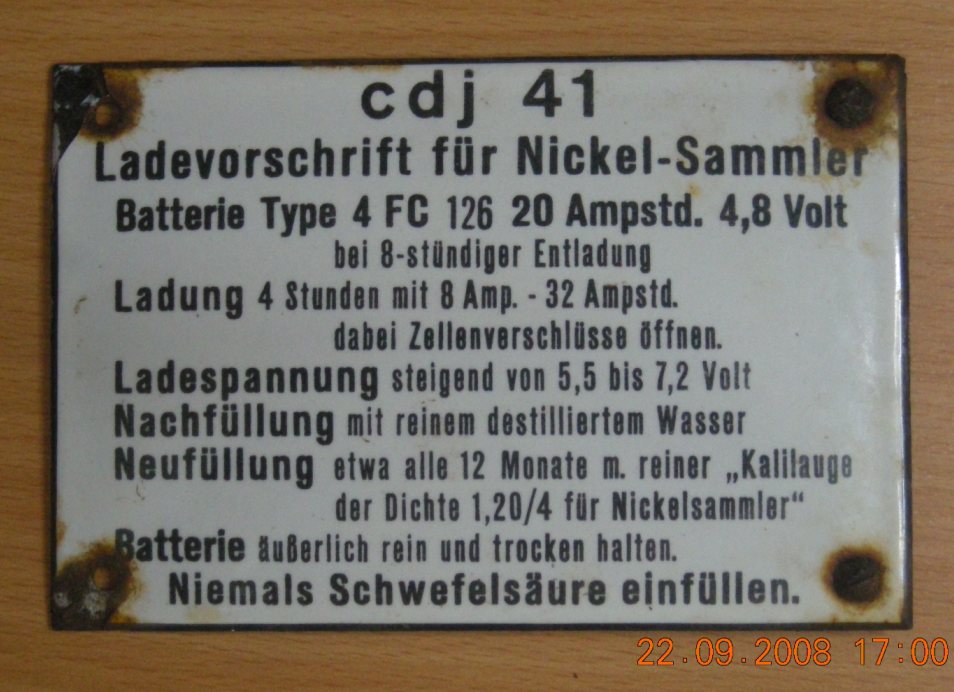 cdj 41
Ladevorschrift für Nickel-Sammler
Batterie Type 4 FC 126 20 Ampstd. 4,8 Volt
bei 8-stündiger Entladung
Ladung 4 Stunden mit 8 Amp. - 32 Ampstd.
dabei Zellenverschlüsse öffnen.
Ladespannung steigend von 5,5 bis 7,2 Volt
Nachfüllung mit reinem destilliertem Wasser
Neufüllung etwa alle 12 Monate m. reiner „Kalilauge
der Dichte 1,20/4 für Nickelsammler“
Batterie äußerlich rein und trocken halten.
Niemals Schwefelsäure einfüllen.
22.09.2008 17:00